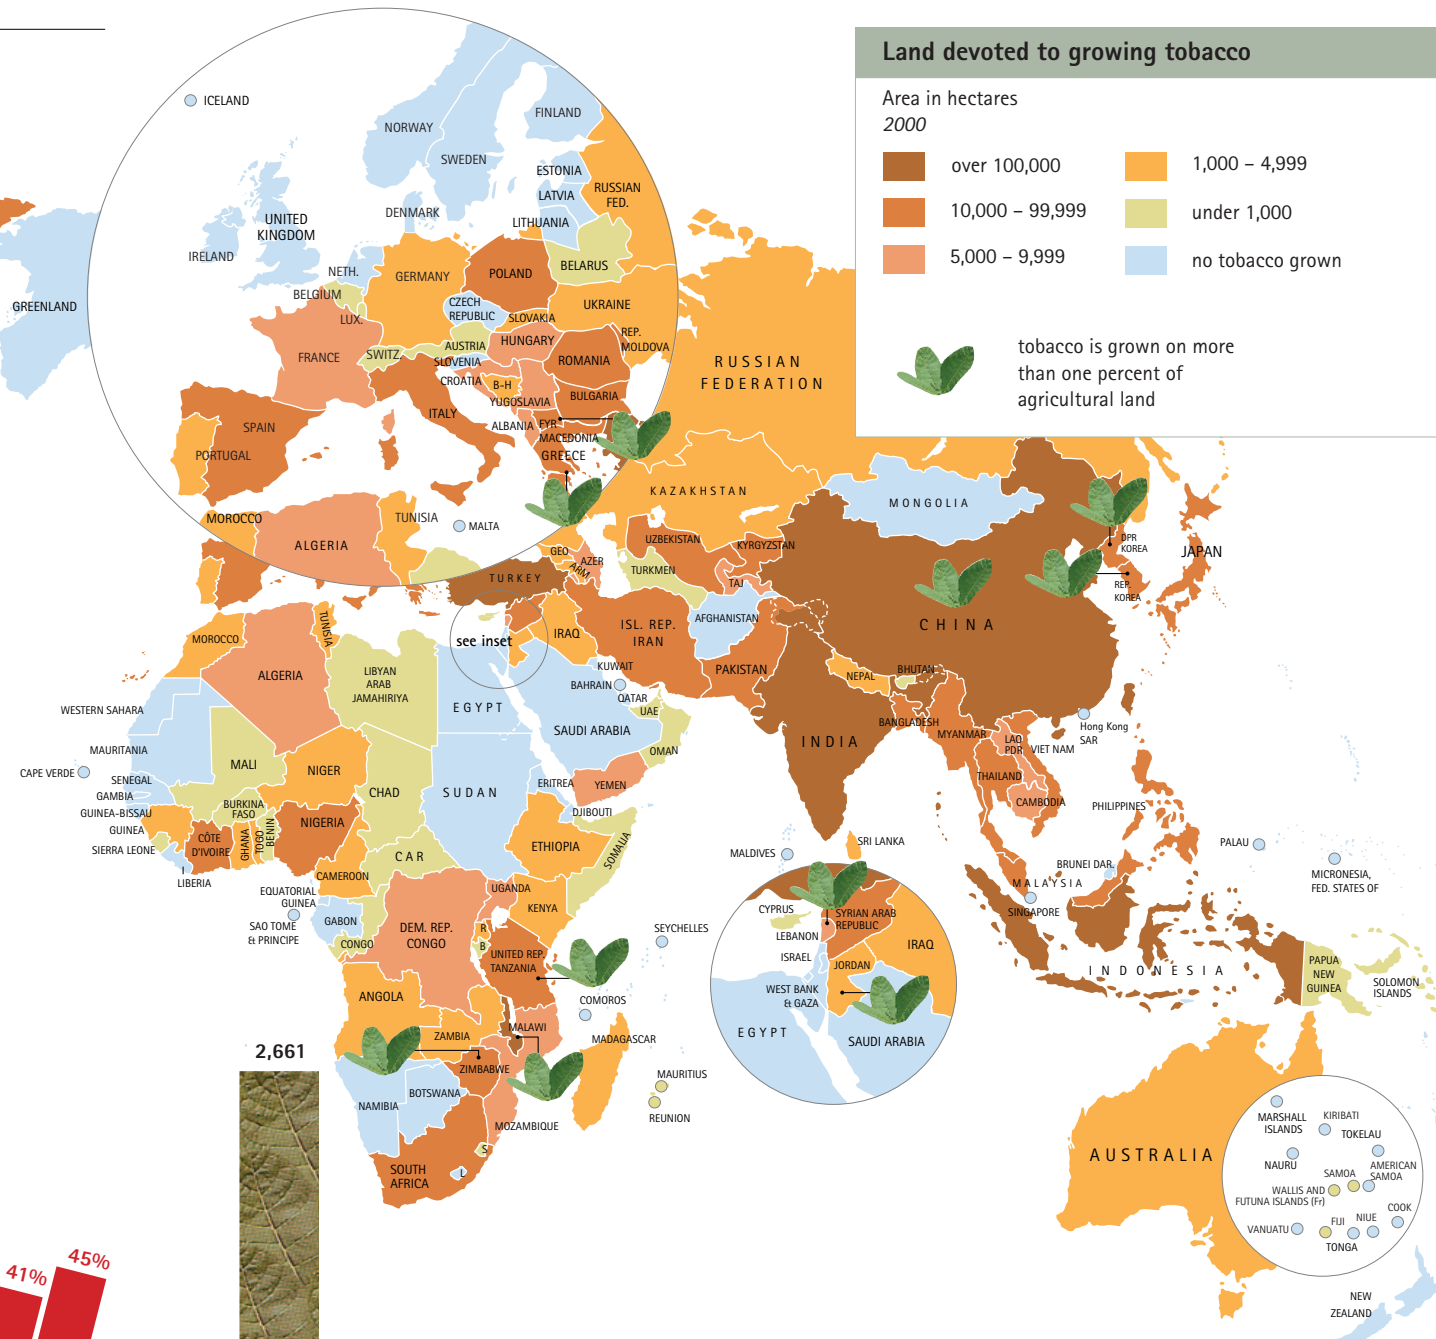 Land devoted to growing tobacco
Area in hectares
2000
over 100,000
10,000 – 99,999
5,000 – 9,999
1,000 – 4,999
under 1,000
no tobacco grown
tobacco is grown on more
than one percent of
agricultural land
ICELAND
NORWAY
SWEDEN
FINLAND
ESTONIA
LATVIA
LITHUANIA
RUSSIAN
FED.
DENMARK
UNITED
KINGDOM
IRELAND
NETH.
BELGIUM
LUX.
GERMANY
POLAND
BELARUS
CZECH
REPUBLIC
SLOVAKIA
UKRAINE
REP.
MOLDOVA
FRANCE
SWITZ.
AUSTRIA
HUNGARY
SLOVENIA
ROMANIA
CROATIA
B-H
YUGOSLAVIA
BULGARIA
ITALY
ALBANIA
FYR
MACEDONIA
GREECE
SPAIN
PORTUGAL
MOROCCO
ALGERIA
TUNISIA
MALTA
GREENLAND
RUSSIAN
FEDERATION
KAZAKHSTAN
MONGOLIA
UZBEKISTAN
KYRGYZSTAN
TURKMEN
TAJ
GEO
ARM
AZER
TURKEY
see inset
IRAQ
ISL. REP.
IRAN
AFGHANISTAN
PAKISTAN
CHINA
DPR
KOREA
REP.
KOREA
JAPAN
KUWAIT
BAHRAIN
QATAR
UAE
SAUDI ARABIA
OMAN
YEMEN
NEPAL
BHUTAN
INDIA
BANGLADESH
MYANMAR
LAO
PDR
VIET NAM
THAILAND
CAMBODIA
Hong Kong
SAR
PHILIPPINES
SRI LANKA
MALDIVES
BRUNEI DAR.
MALAYSIA
SINGAPORE
PALAU
MICRONESIA,
FED. STATES OF
INDONESIA
PAPUA
NEW
GUINEA
SOLOMON
ISLANDS
MOROCCO
TUNISIA
ALGERIA
LIBYAN
ARAB
JAMAHIRIYA
EGYPT
WESTERN SAHARA
MAURITANIA
CAPE VERDE
SENEGAL
GAMBIA
GUINEA-BISSAU
GUINEA
SIERRA LEONE
LIBERIA
MALI
BURKINA
FASO
CÔTE
D'IVOIRE
GHANA
TOGO
BENIN
NIGER
NIGERIA
CHAD
SUDAN
ERITREA
DJIBOUTI
ETHIOPIA
SOMALIA
CAR
CAMEROON
EQUATORIAL
GUINEA
SAO TOME
& PRINCIPE
GABON
CONGO
DEM. REP.
CONGO
UGANDA
KENYA
R
B
UNITED REP.
TANZANIA
SEYCHELLES
COMOROS
ANGOLA
ZAMBIA
MALAWI
MADAGASCAR
ZIMBABWE
NAMIBIA
BOTSWANA
MOZAMBIQUE
MAURITIUS
REUNION
S
L
SOUTH
AFRICA
CYPRUS
LEBANON
SYRIAN ARAB
REPUBLIC
IRAQ
ISRAEL
JORDAN
WEST BANK
& GAZA
EGYPT
SAUDI ARABIA
AUSTRALIA
MARSHALL
ISLANDS
KIRIBATI
TOKELAU
NAURU
SAMOA
AMERICAN
SAMOA
WALLIS AND
FUTUNA ISLANDS (Fr)
COOK
VANUATU
FIJI
NIUE
TONGA
NEW
ZEALAND
2,661
41%
45%